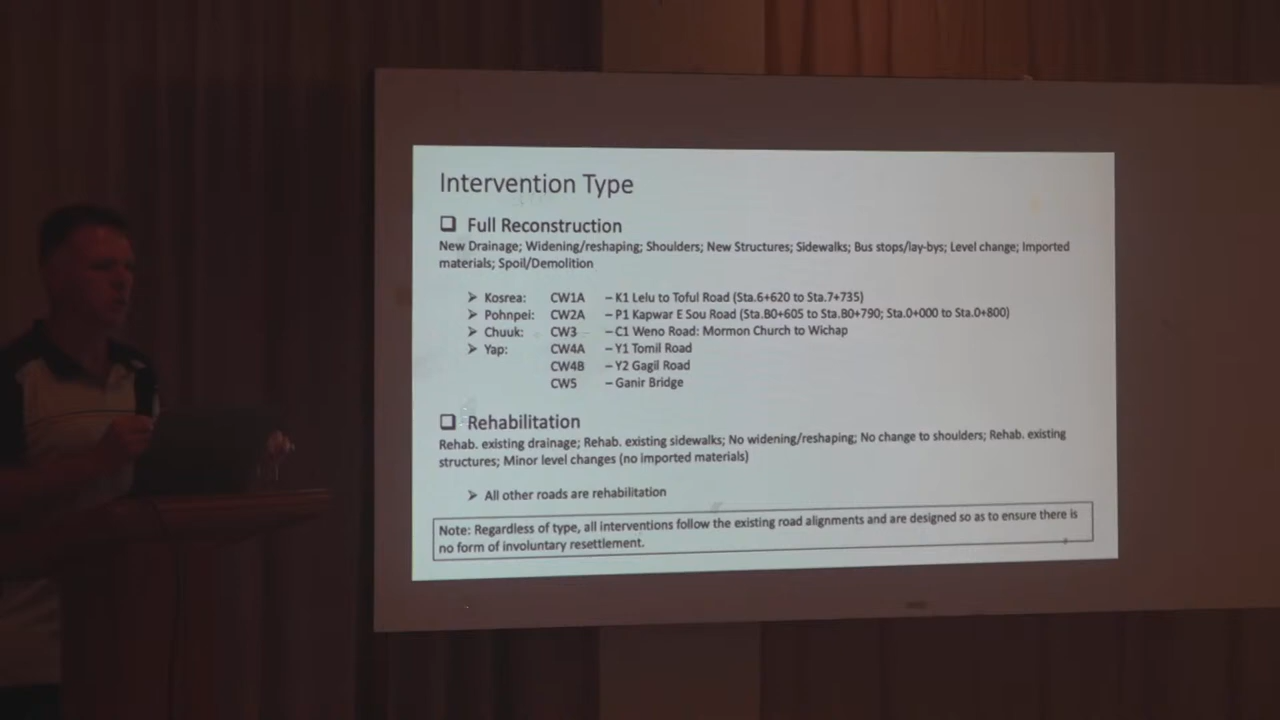 Intervention Type
❑ Full Reconstruction
New Drainage; Widening/reshaping; Shoulders; New Structures; Sidewalks; Bus stops/lay-bys; Level change; Imported
materials; Spoil/Demolition
➢ Kosrea: CW1A – K1 Lelu to Toful Road (Sta.6+620 to Sta.7+735)
➢ Pohnpei: CW2A – P1 Kapwar E Sou Road (Sta.B0+605 to Sta.B0+790; Sta.0+000 to Sta.0+800)
➢ Chuuk: CW3 – C1 Weno Road: Mormon Church to Wichap
➢ Yap: CW4A – Y1 Tomil Road
CW4B – Y2 Gagil Road
CW5 – Ganir Bridge
❑ Rehabilitation
Rehab. existing drainage; Rehab. existing sidewalks; No widening/reshaping; No change to shoulders; Rehab. existing
structures; Minor level changes (no imported materials)
➢ All other roads are rehabilitation
Note: Regardless of type, all interventions follow the existing road alignments and are designed so as to ensure there is
no form of involuntary resettlement.